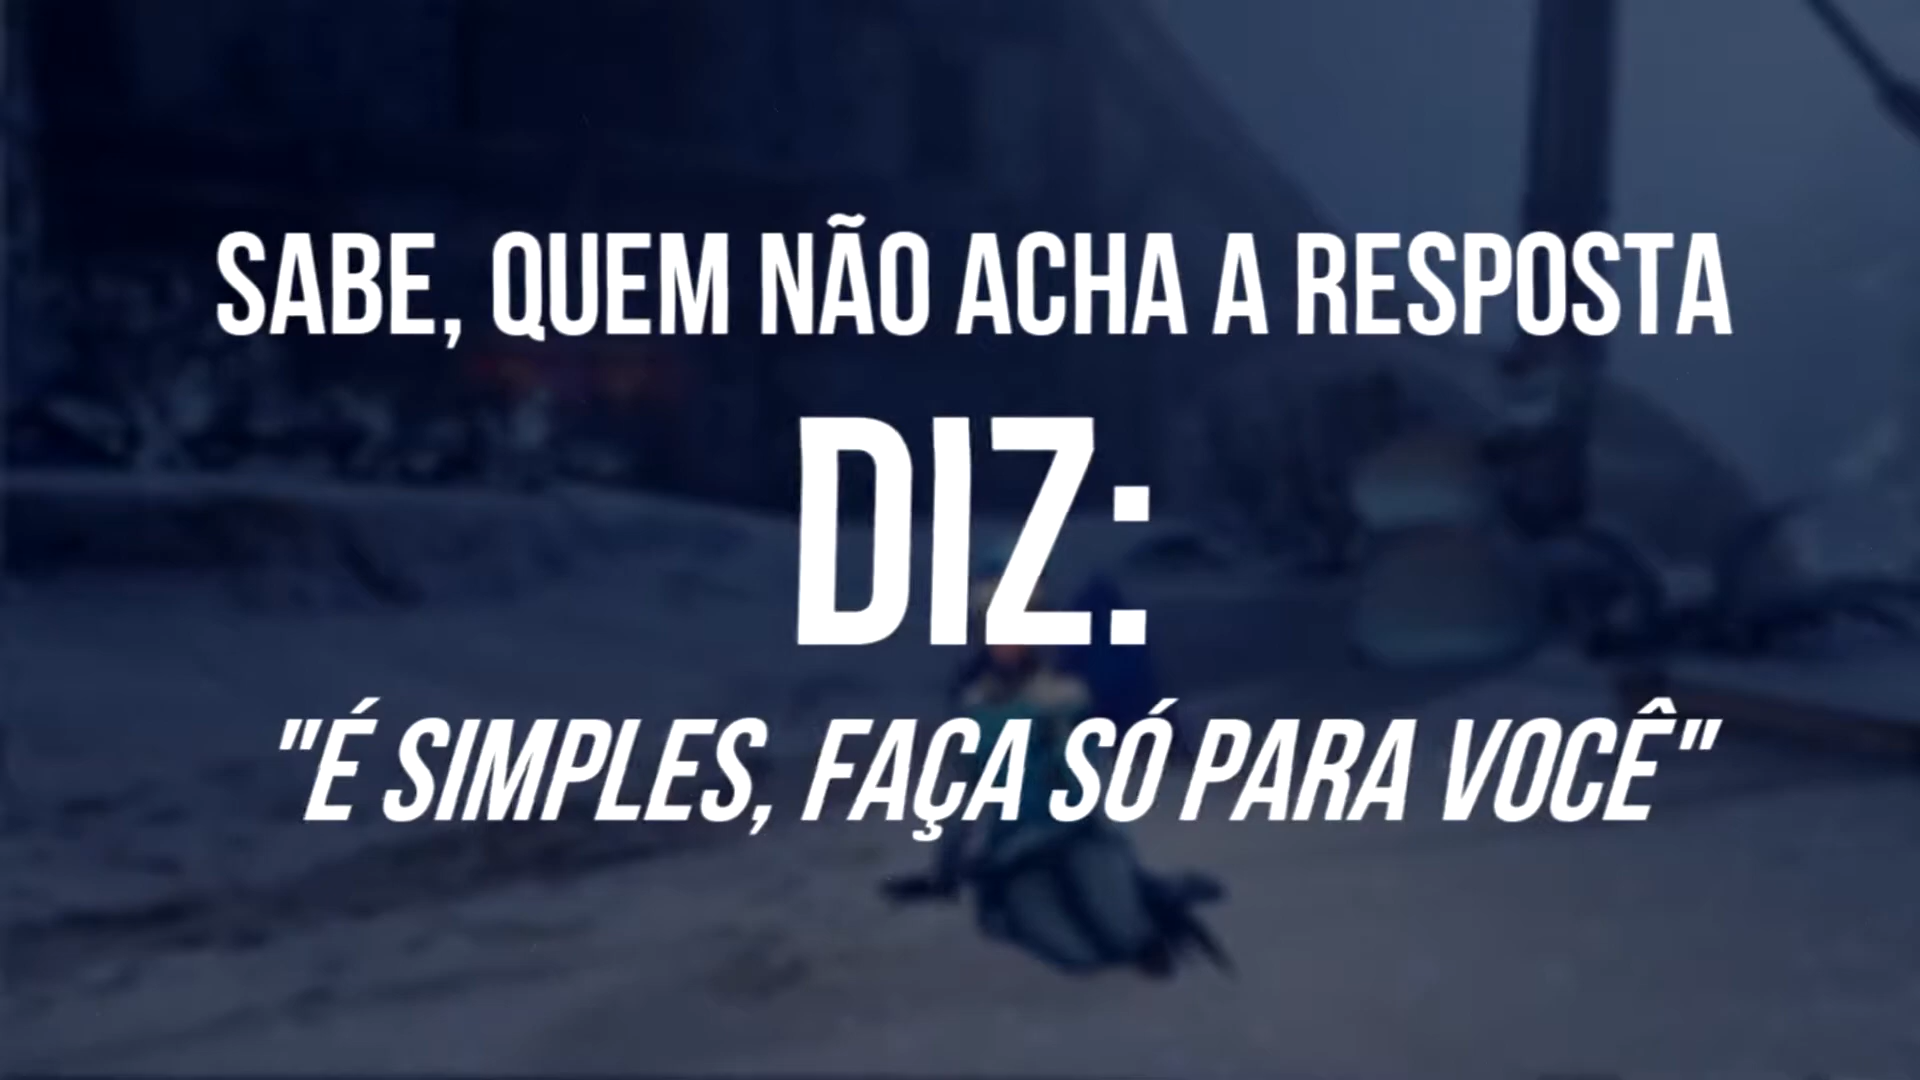 SABE, QUEM NÃO ACHA A RESPOSTA
DIZ:
"É SIMPLES, FAÇA SÓ PARA VOCÊ"